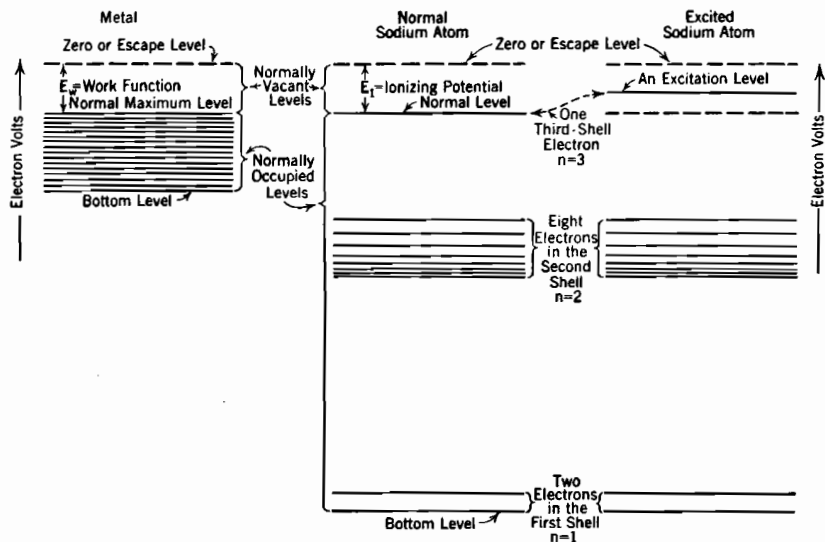 Metal
Normal
Sodium Atom
Excited
Sodium Atom
Zero or Escape Level
Zero or Escape Level
E_w=Work Function
Normal Maximum Level
Normally
Vacant
Levels
E_I=Ionizing Potential
Normal Level
An Excitation Level
One
Third-Shell
Electron
n=3
Normally
Occupied
Levels
Bottom Level
Electron Volts
Electron Volts
Eight
Electrons
in the
Second
Shell
n=2
Two
Electrons
in the
First Shell
n=1
Bottom Level